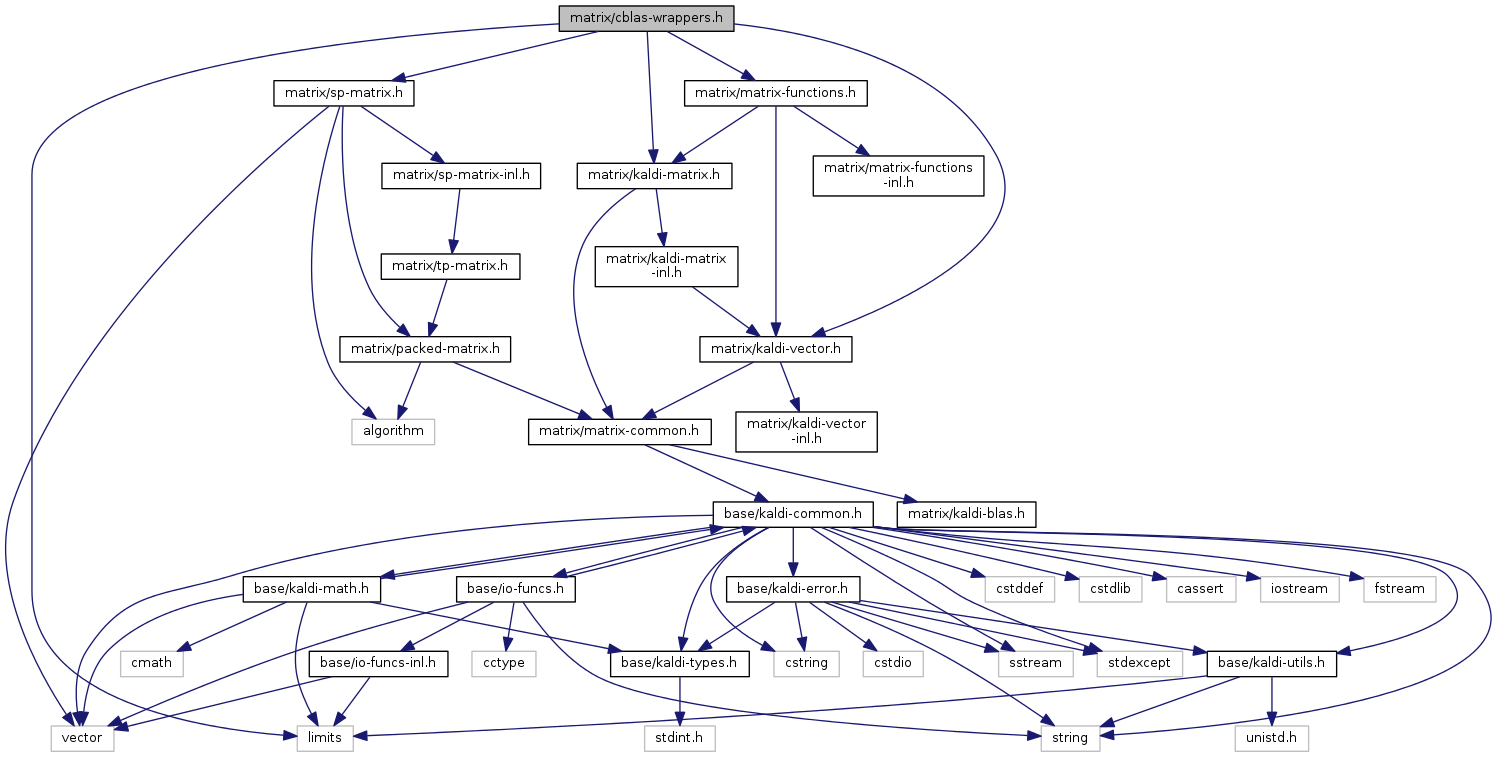 matrix/cblas-wrappers.h
matrix/sp-matrix.h
matrix/matrix-functions.h
matrix/sp-matrix-inl.h
matrix/kaldi-matrix.h
matrix/matrix-functions
-inl.h
matrix/tp-matrix.h
matrix/kaldi-matrix
-inl.h
matrix/packed-matrix.h
matrix/kaldi-vector.h
algorithm
matrix/matrix-common.h
matrix/kaldi-vector
-inl.h
base/kaldi-common.h
matrix/kaldi-blas.h
base/kaldi-math.h
base/io-funcs.h
base/kaldi-error.h
cstddef
cstdlib
cassert
iostream
fstream
cmath
base/io-funcs-inl.h
cctype
base/kaldi-types.h
cstring
cstdio
sstream
stdexcept
base/kaldi-utils.h
vector
limits
stdint.h
string
unistd.h